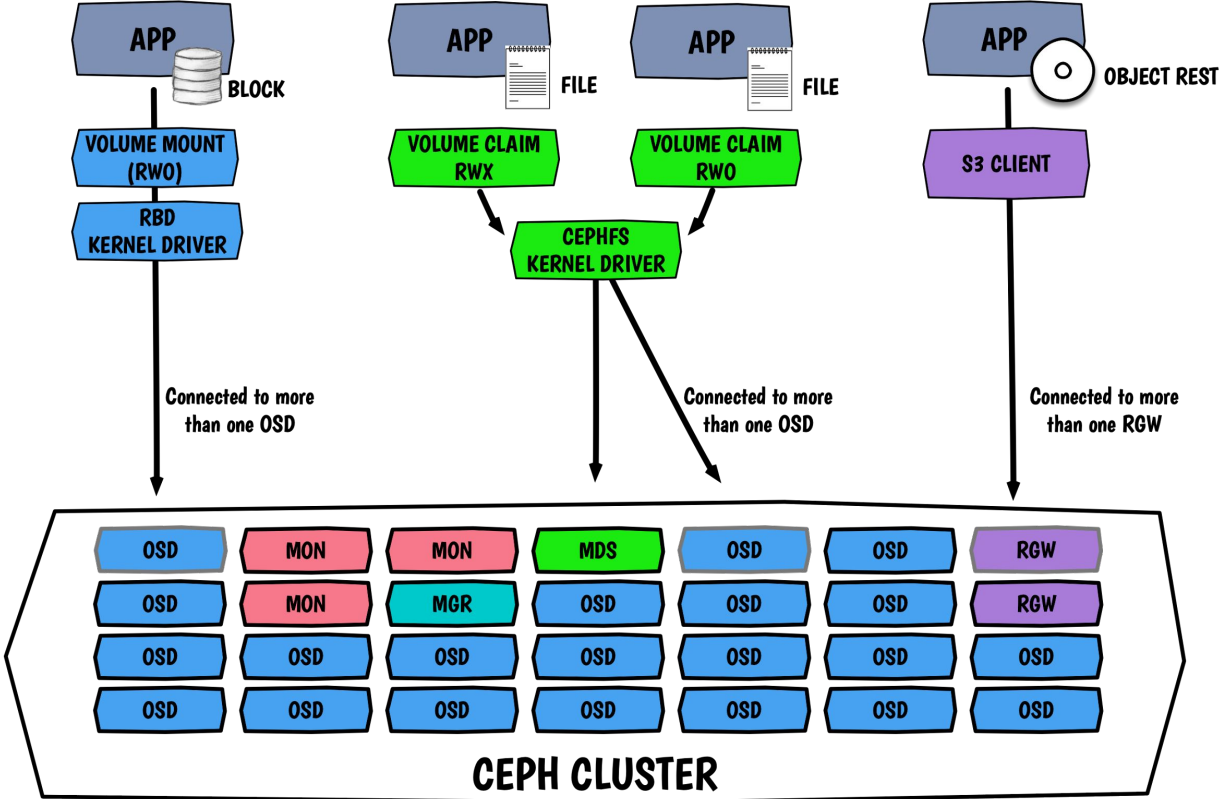 APP
BLOCK
APP
FILE
APP
FILE
APP
OBJECT REST
VOLUME MOUNT
(RWO)
VOLUME CLAIM
RWX
VOLUME CLAIM
RWO
S3 CLIENT
RBD
KERNEL DRIVER
CEPHFS
KERNEL DRIVER
Connected to more
than one OSD
Connected to more
than one OSD
Connected to more
than one RGW
OSD MON MON MDS OSD OSD RGW
OSD MON MGR OSD OSD OSD RGW
OSD OSD OSD OSD OSD OSD OSD
OSD OSD OSD OSD OSD OSD OSD
CEPH CLUSTER